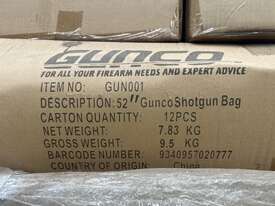 GUNCO
FOR ALL YOUR FIREARM NEEDS AND EXPERT ADVICE
ITEM NO: GUN001
DESCRIPTION: 52" Gunco Shotgun Bag
CARTON QUANTITY: 12PCS
NET WEIGHT: 7.83 KG
GROSS WEIGHT: 9.5 KG
BARCODE NUMBER: 9340957020777
COUNTRY OF ORIGIN: China